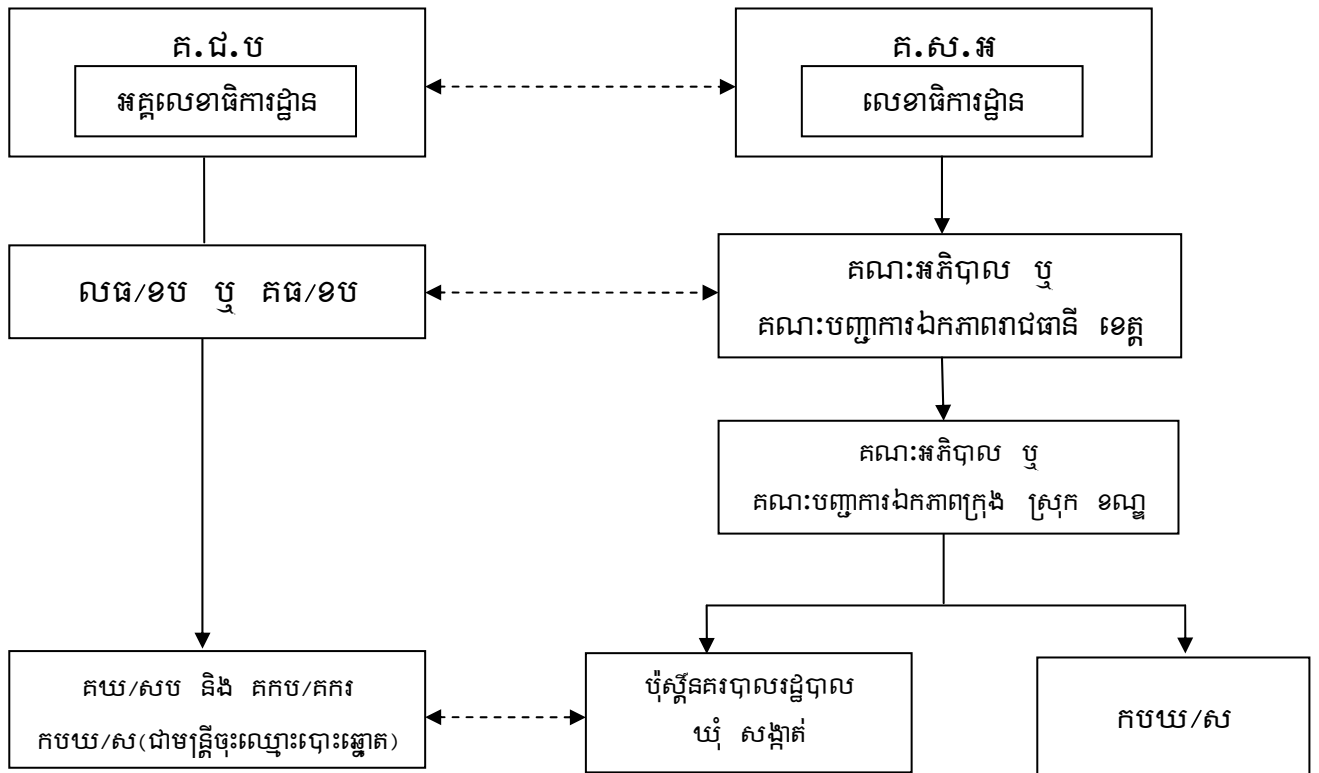 គ.ជ.ប
អគ្គលេខាធិការដ្ឋាន
គ.ស.អ
លេខាធិការដ្ឋាន
លធ/ខប ឬ គធ/ខប
គណៈអភិបាល ឬ
គណៈបញ្ជាការឯកភាពរាជធានី ខេត្ត
គណៈអភិបាល ឬ
គណៈបញ្ជាការឯកភាពក្រុង ស្រុក ខណ្ឌ
គឃ/សប និង គកប/គករ
កបឃ/ស(ជាមន្ត្រីចុះឈ្មោះបោះឆ្នោត)
ប៉ុស្តិ៍នគរបាលរដ្ឋបាល
ឃុំ សង្កាត់
កបឃ/ស